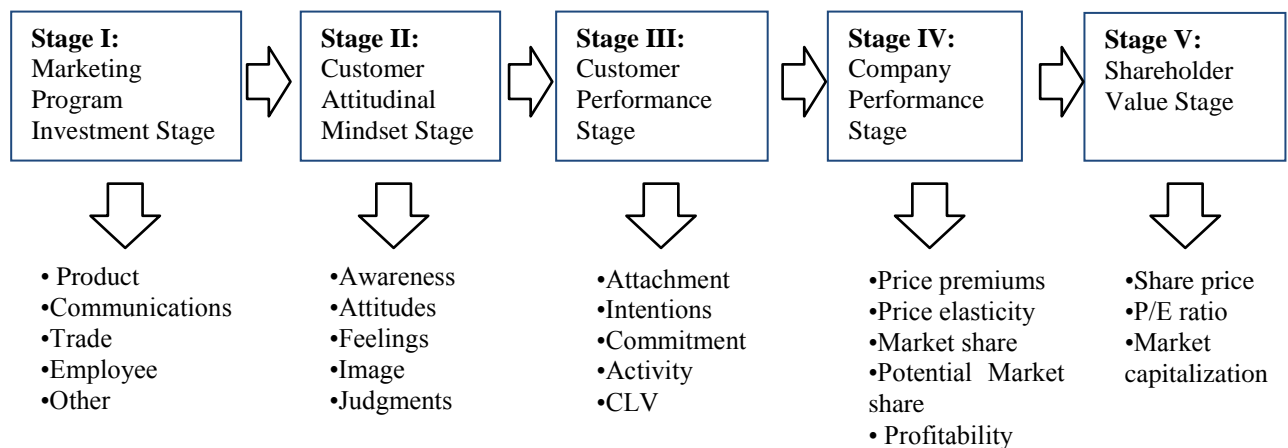 Stage I:
Marketing
Program
Investment Stage
Stage II:
Customer
Attitudinal
Mindset Stage
Stage III:
Customer
Performance
Stage
Stage IV:
Company
Performance
Stage
Stage V:
Shareholder
Value Stage
• Product
•Communications
•Trade
•Employee
•Other
•Awareness
•Attitudes
•Feelings
•Image
•Judgments
•Attachment
•Intentions
•Commitment
•Activity
•CLV
•Price premiums
•Price elasticity
•Market share
•Potential Market
share
• Profitability
•Share price
•P/E ratio
•Market
capitalization